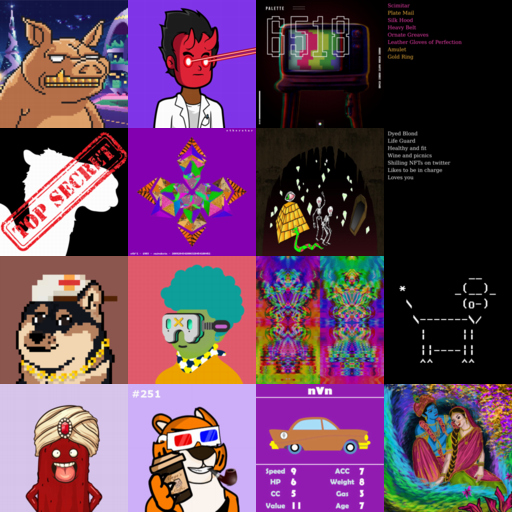 PALETTE
8518
Scimitar
Plate Mail
Silk Hood
Heavy Belt
Ornate Greaves
Leather Gloves of Perfection
Amulet
Gold Ring
TOP SECRET
Dyed Blood
Life Guard
Healthy and fit
Wine and picnics
Shilling NFTs on twitter
Likes to be in charge
Loves you
#251
nVn
Speed 9 ACC 7
HP 6 Weight 8
CC 5 Gas 3
Value 11 Age 7